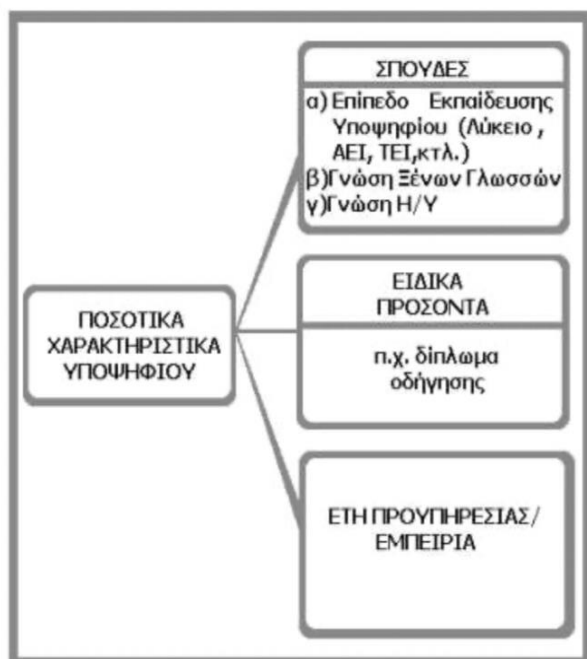 ΠΟΣΟΤΙΚΑ
ΧΑΡΑΚΤΗΡΙΣΤΙΚΑ
ΥΠΟΨΗΦΙΟΥ
ΣΠΟΥΔΕΣ
α) Επίπεδο Εκπαίδευσης
Υποψηφίου (Λύκειο ,
ΑΕΙ, ΤΕΙ,κτλ.)
β)Γνώση Ξένων Γλωσσών
γ)Γνώση Η/Υ
ΕΙΔΙΚΑ
ΠΡΟΣΟΝΤΑ
π.χ. δίπλωμα
οδήγησης
ΕΤΗ ΠΡΟΥΠΗΡΕΣΙΑΣ/
ΕΜΠΕΙΡΙΑ